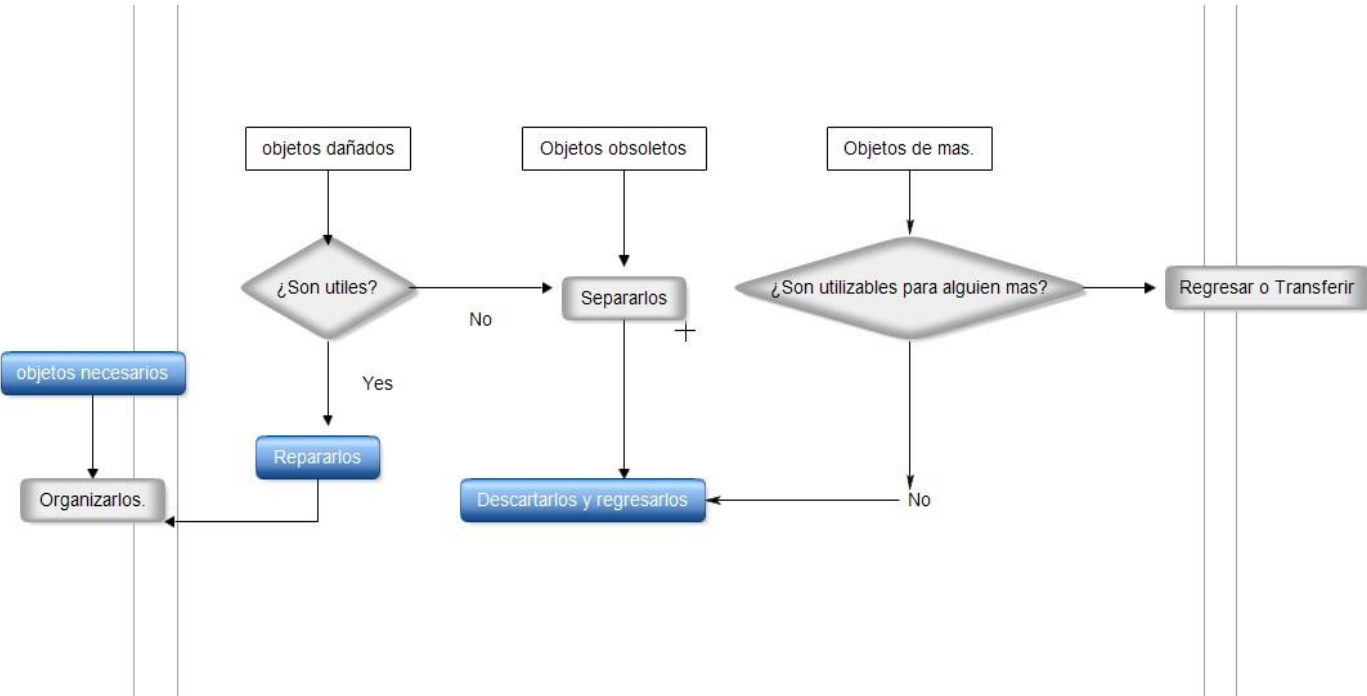 objetos dañados
Objetos obsoletos
Objetos de mas.
¿Son utiles?
No
Separarlos
¿Son utilizables para alguien mas?
Regresar o Transferir
objetos necesarios
Yes
Repararlos
Organizarlos.
Descartarlos y regresarlos
No